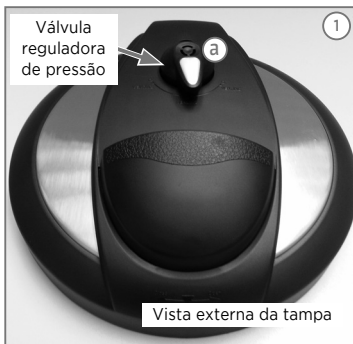 Válvula
reguladora
de pressão
a
1
Vista externa da tampa